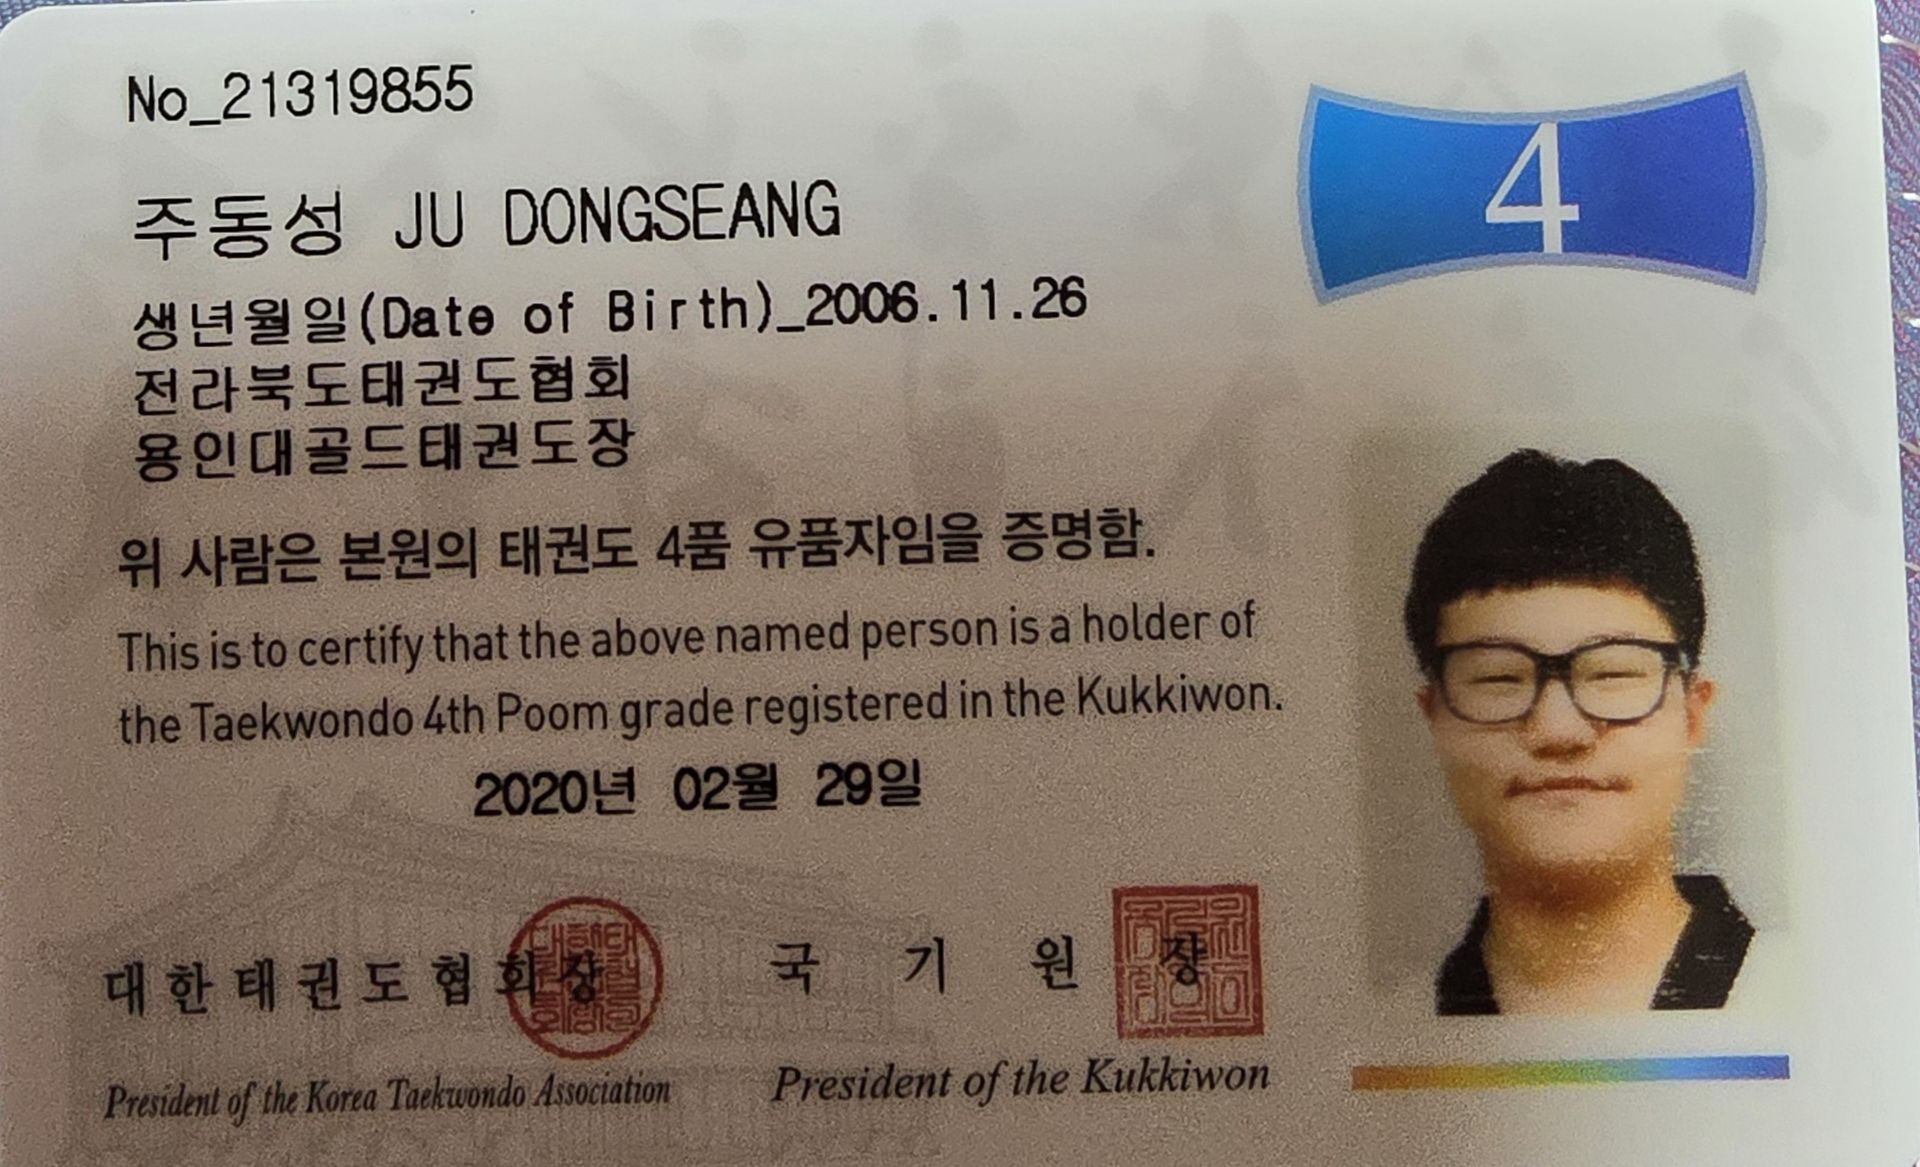 No_21319855
4
주동성 JU DONGSEANG
생년월일(Date of Birth)_2006.11.26
전라북도태권도협회
용인대골드태권도장
위 사람은 본원의 태권도 4품 유품자임을 증명함.
This is to certify that the above named person is a holder of
the Taekwondo 4th Poom grade registered in the Kukkiwon.
2020년 02월 29일
대한태권도협회장
President of the Korea Taekwondo Association
국기원장
President of the Kukkiwon